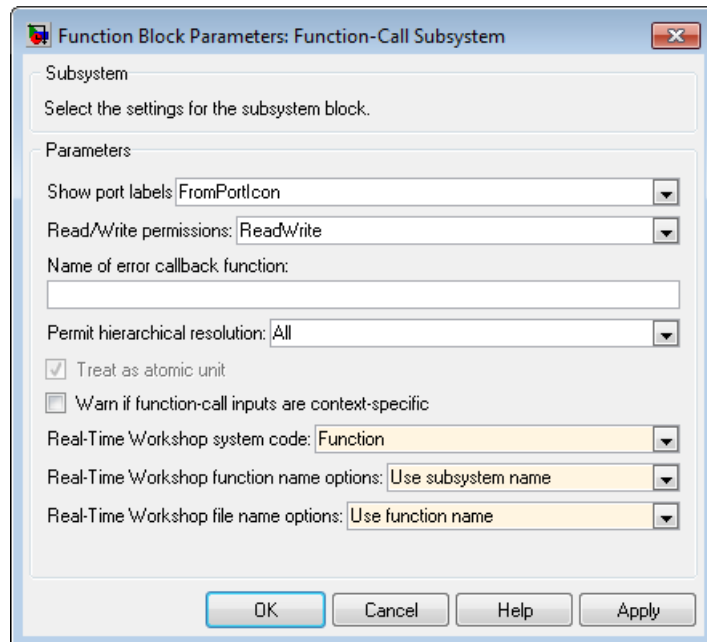 Function Block Parameters: Function-Call Subsystem
Subsystem
Select the settings for the subsystem block.
Parameters
Show port labels FromPortIcon
Read/Write permissions: ReadWrite
Name of error callback function:
Permit hierarchical resolution: All
Treat as atomic unit
Warn if function-call inputs are context-specific
Real-Time Workshop system code: Function
Real-Time Workshop function name options: Use subsystem name
Real-Time Workshop file name options: Use function name
OK Cancel Help Apply